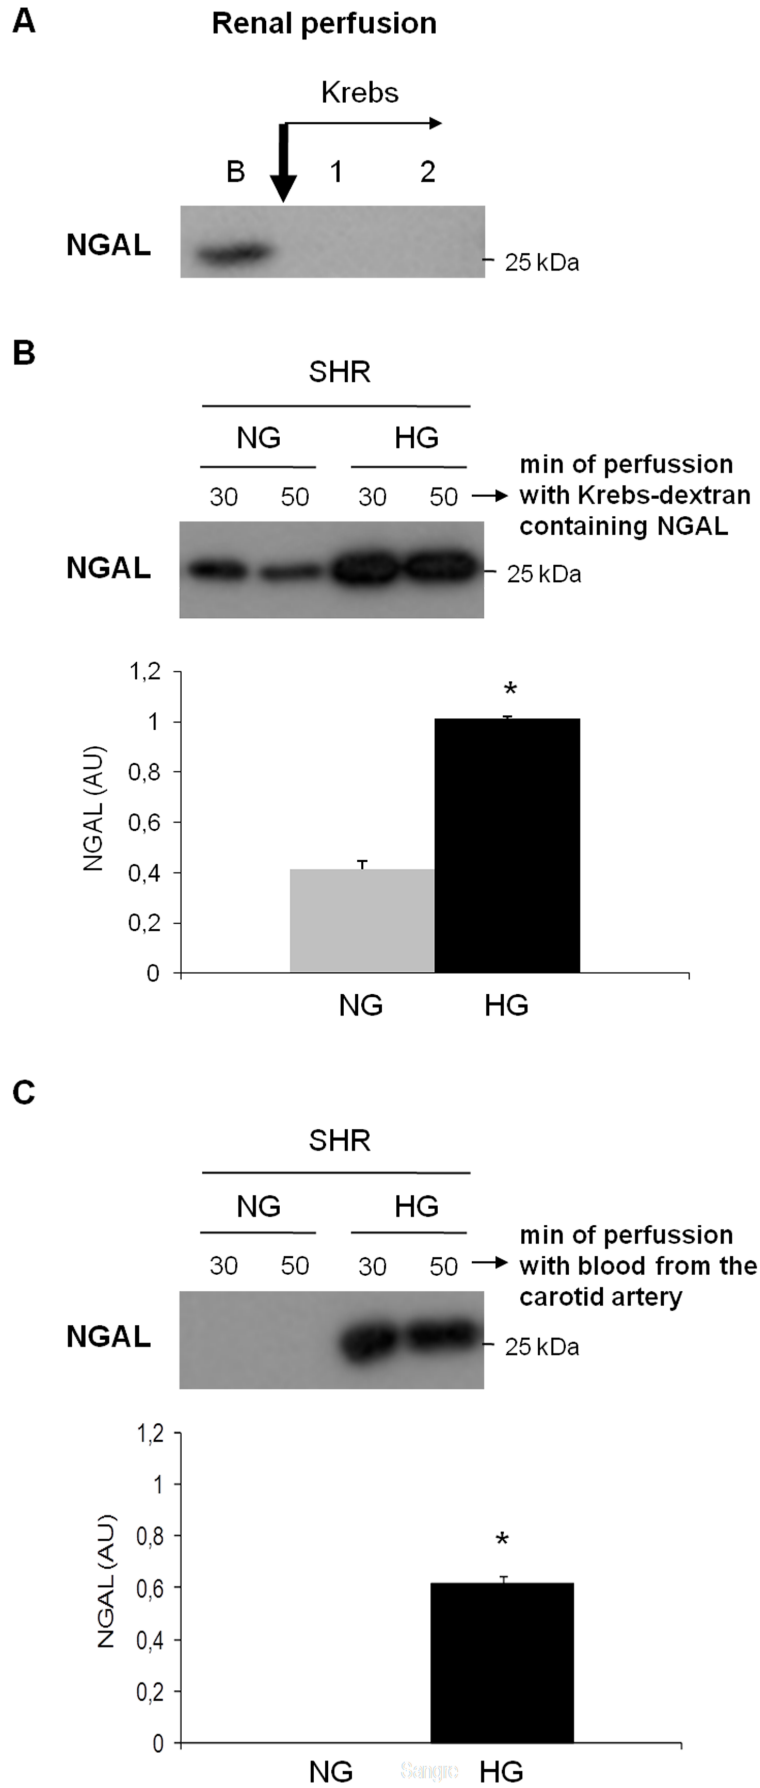 A
Renal perfusion
Krebs
B 1 2
NGAL
25 kDa
B
SHR
NG HG
30 50 30 50
min of perfussion
with Krebs-dextran
containing NGAL
NGAL
25 kDa
1,2
1
0,8
0,6
0,4
0,2
0
NGAL (AU)
*
NG HG
C
SHR
NG HG
30 50 30 50
min of perfussion
with blood from the
carotid artery
NGAL
25 kDa
1,2
1
0,8
0,6
0,4
0,2
0
NGAL (AU)
*
NG HG